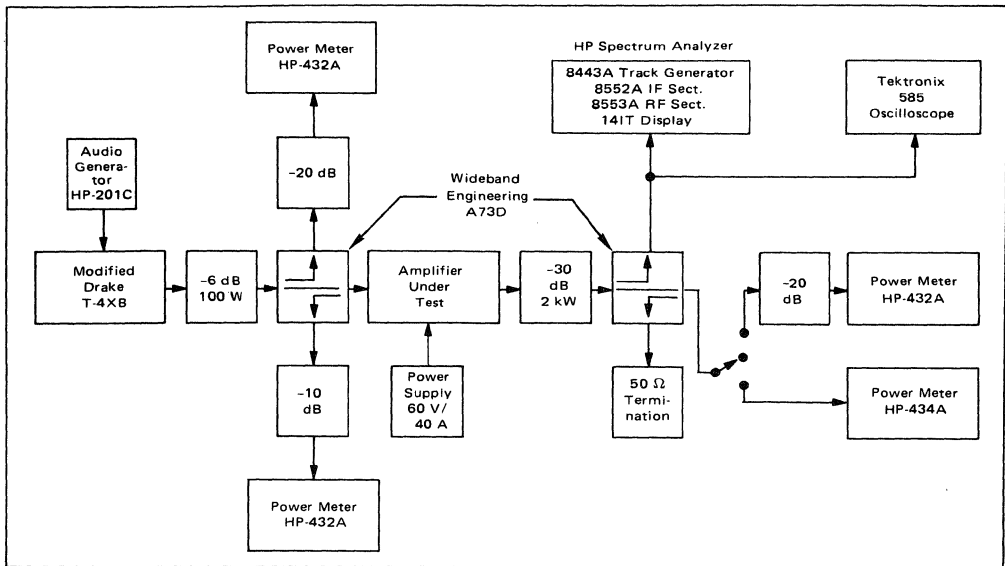 Power Meter
HP-432A
HP Spectrum Analyzer
8443A Track Generator
8552A IF Sect.
8553A RF Sect.
14IT Display
Tektronix
585
Oscilloscope
Audio
Genera-
tor
HP-201C
-20 dB
Wideband
Engineering
A73D
Modified
Drake
T-4XB
-6 dB
100 W
Amplifier
Under
Test
-30
dB
2 kW
-20
dB
Power Meter
HP-432A
-10
dB
Power
Supply
60 V/
40 A
50 Ω
Termi-
nation
Power Meter
HP-434A
Power Meter
HP-432A